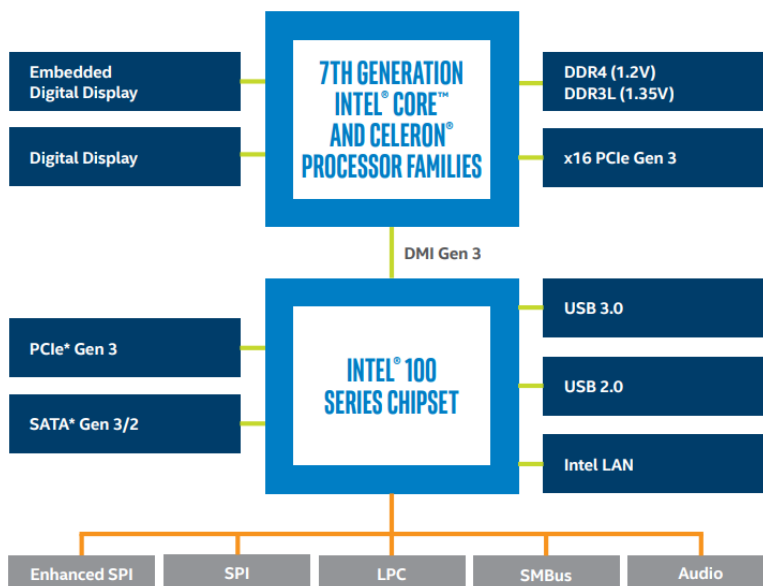 Embedded
Digital Display
Digital Display
7TH GENERATION
INTEL® CORE™
AND CELERON®
PROCESSOR FAMILIES
DDR4 (1.2V)
DDR3L (1.35V)
x16 PCIe Gen 3
DMI Gen 3
PCIe* Gen 3
SATA* Gen 3/2
INTEL® 100
SERIES CHIPSET
USB 3.0
USB 2.0
Intel LAN
Enhanced SPI
SPI
LPC
SMBus
Audio